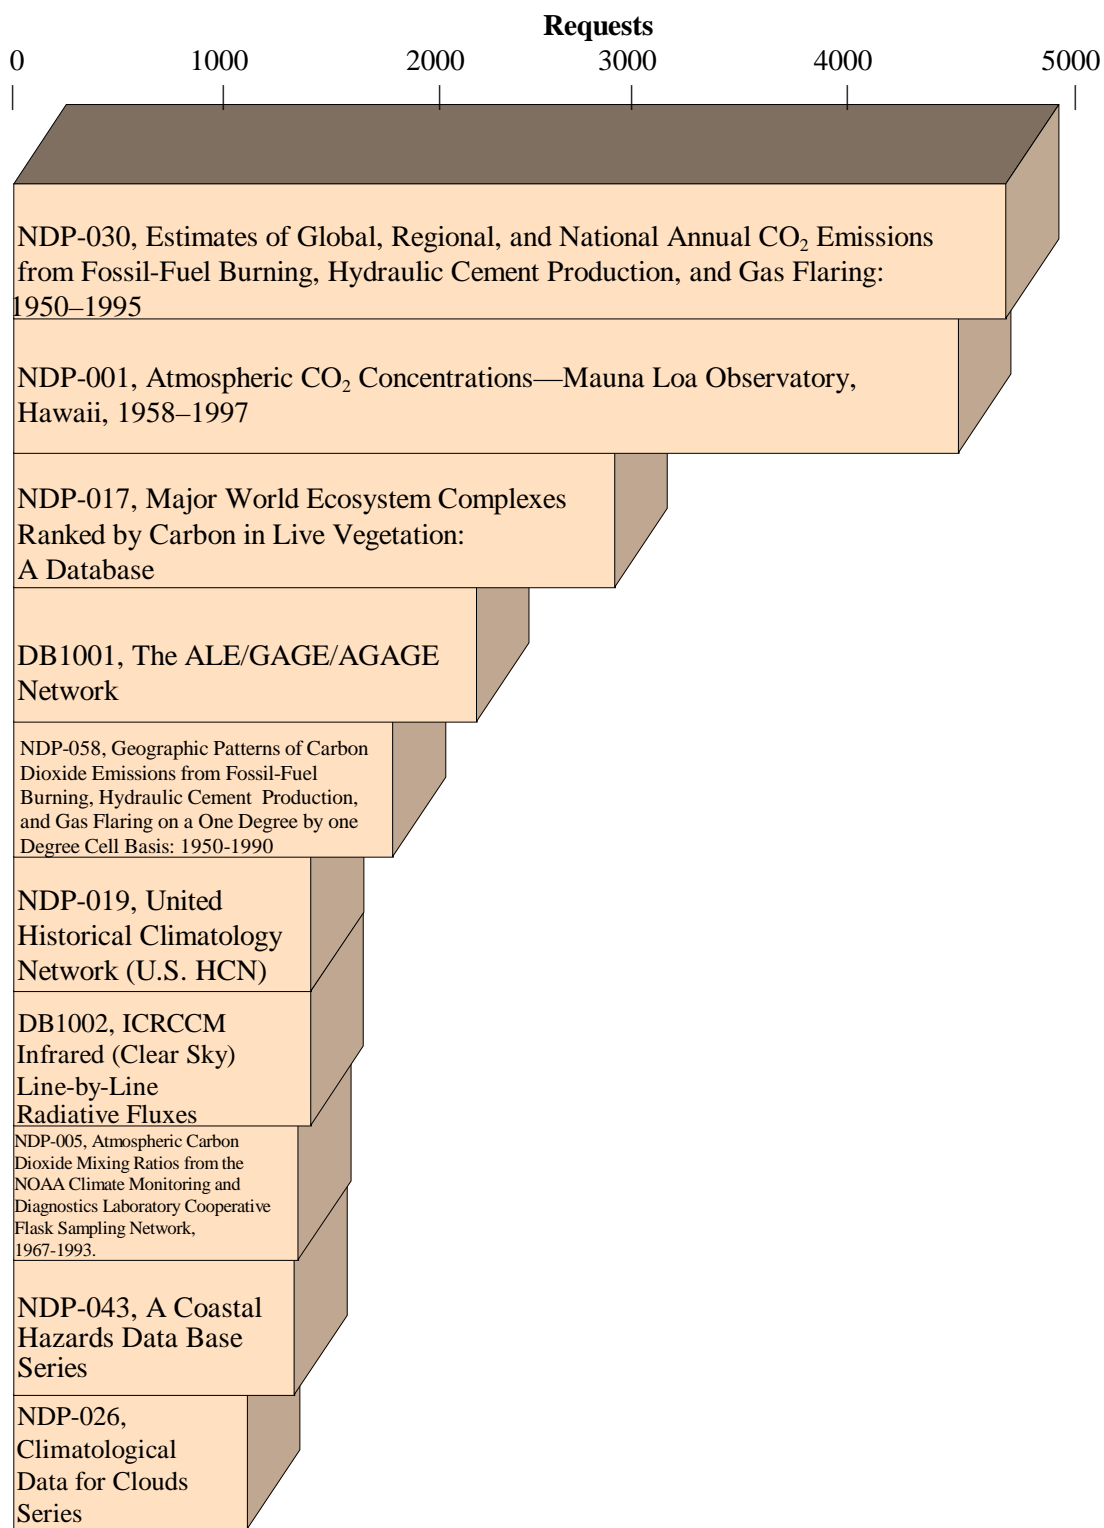 Requests
0 1000 2000 3000 4000 5000
NDP-030, Estimates of Global, Regional, and National Annual CO₂ Emissions
from Fossil-Fuel Burning, Hydraulic Cement Production, and Gas Flaring:
1950–1995
NDP-001, Atmospheric CO₂ Concentrations—Mauna Loa Observatory,
Hawaii, 1958–1997
NDP-017, Major World Ecosystem Complexes
Ranked by Carbon in Live Vegetation:
A Database
DB1001, The ALE/GAGE/AGAGE
Network
NDP-058, Geographic Patterns of Carbon
Dioxide Emissions from Fossil-Fuel
Burning, Hydraulic Cement Production,
and Gas Flaring on a One Degree by one
Degree Cell Basis: 1950-1990
NDP-019, United
Historical Climatology
Network (U.S. HCN)
DB1002, ICRCCM
Infrared (Clear Sky)
Line-by-Line
Radiative Fluxes
NDP-005, Atmospheric Carbon
Dioxide Mixing Ratios from the
NOAA Climate Monitoring and
Diagnostics Laboratory Cooperative
Flask Sampling Network,
1967-1993.
NDP-043, A Coastal
Hazards Data Base
Series
NDP-026,
Climatological
Data for Clouds
Series